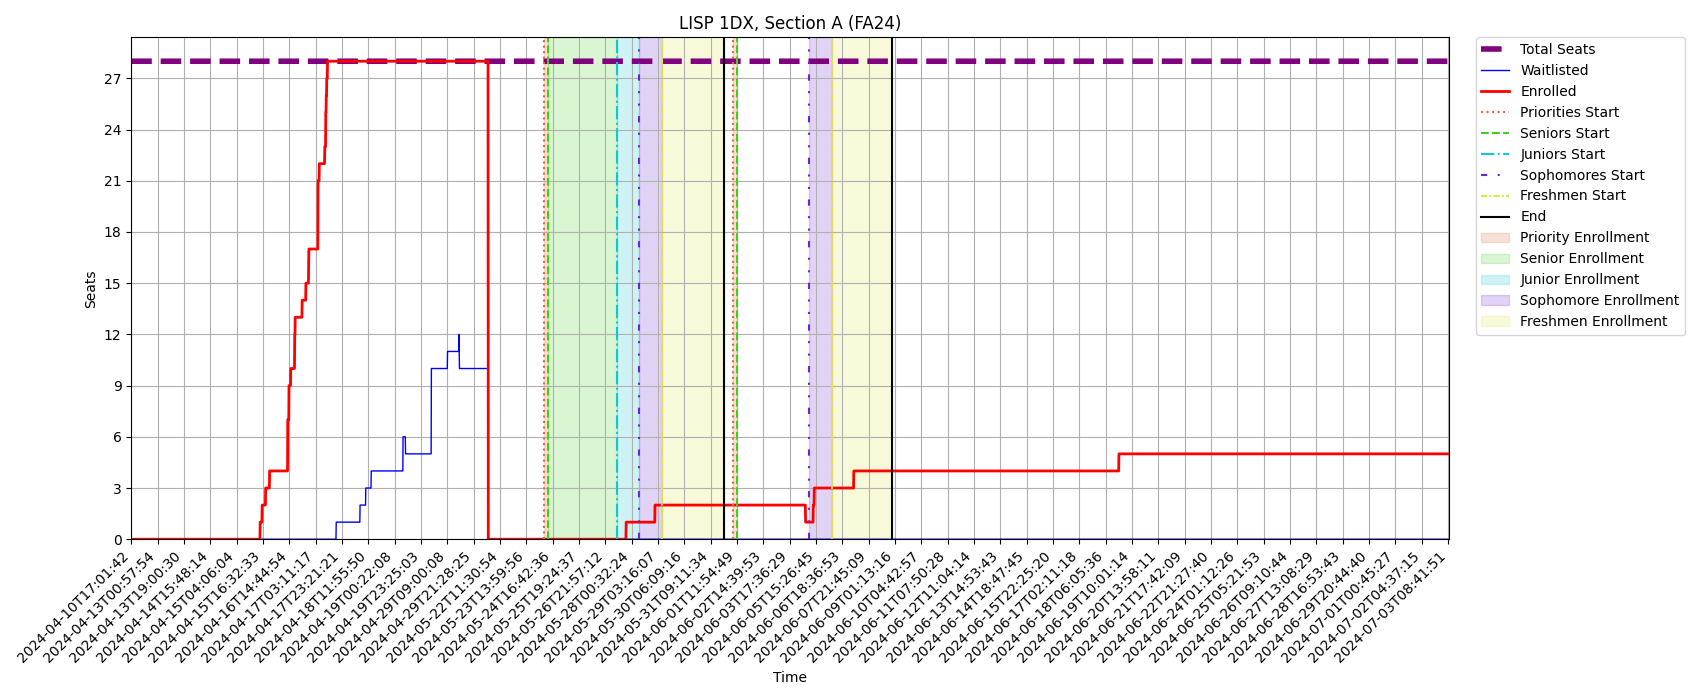 LISP 1DX, Section A (FA24)
Seats
27
24
21
18
15
12
9
6
3
0
2024-04-10T17:01:42
2024-04-13T00:57:54
2024-04-13T19:00:30
2024-04-14T15:48:14
2024-04-15T04:06:04
2024-04-15T16:32:33
2024-04-16T14:44:54
2024-04-17T03:11:17
2024-04-17T23:21:21
2024-04-18T11:55:50
2024-04-19T00:22:08
2024-04-19T23:25:03
2024-04-29T09:00:08
2024-04-29T21:28:25
2024-05-22T11:30:54
2024-05-23T13:59:56
2024-05-24T16:42:36
2024-05-25T19:24:37
2024-05-26T21:57:12
2024-05-28T00:32:24
2024-05-29T03:16:07
2024-05-30T06:09:16
2024-05-31T09:11:34
2024-06-01T11:54:49
2024-06-02T14:39:53
2024-06-03T17:36:29
2024-06-05T15:26:45
2024-06-06T18:36:53
2024-06-07T21:45:09
2024-06-09T01:13:16
2024-06-10T04:42:57
2024-06-11T07:50:28
2024-06-12T11:04:14
2024-06-13T14:53:43
2024-06-14T18:47:45
2024-06-15T22:25:20
2024-06-17T02:11:18
2024-06-18T06:05:36
2024-06-19T10:01:14
2024-06-20T13:58:11
2024-06-21T17:42:09
2024-06-22T21:27:40
2024-06-24T01:12:26
2024-06-25T05:21:53
2024-06-26T09:10:44
2024-06-27T13:08:29
2024-06-28T16:53:43
2024-06-29T20:44:40
2024-07-01T00:45:27
2024-07-02T04:37:15
2024-07-03T08:41:51
Time
Total Seats
Waitlisted
Enrolled
Priorities Start
Seniors Start
Juniors Start
Sophomores Start
Freshmen Start
End
Priority Enrollment
Senior Enrollment
Junior Enrollment
Sophomore Enrollment
Freshmen Enrollment